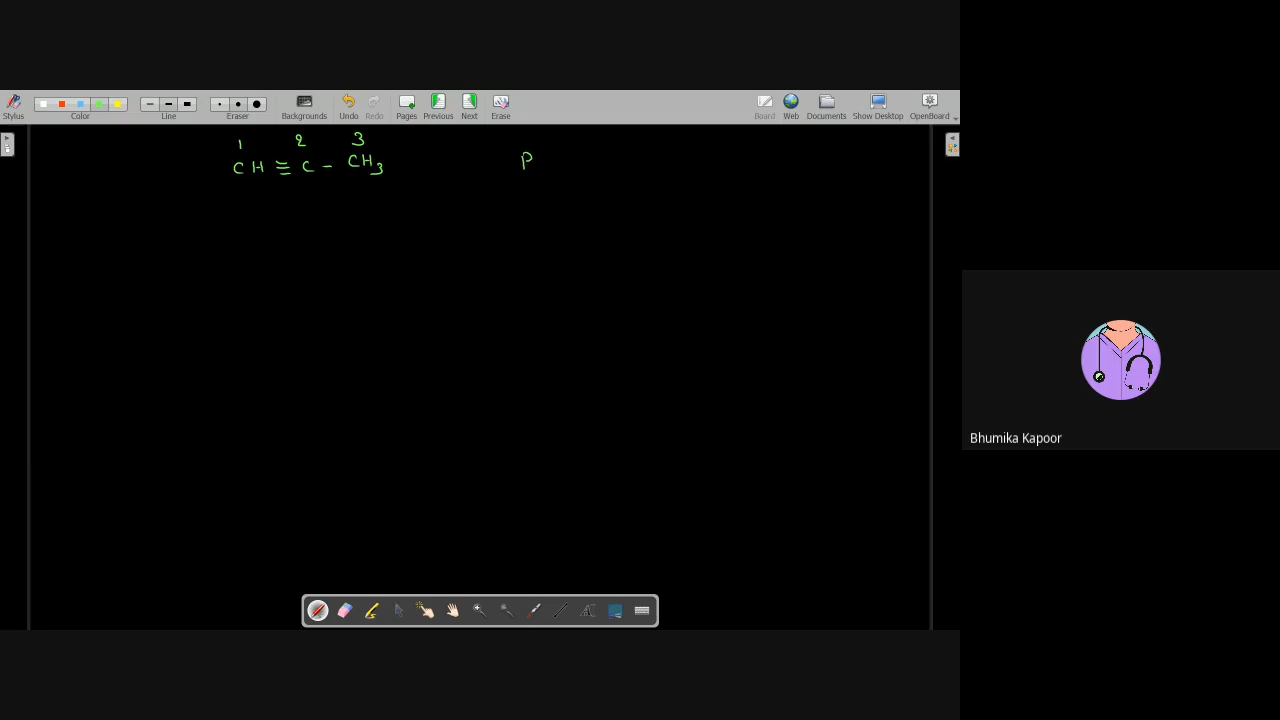 Stylus Color Line Eraser Backgrounds Undo Redo Pages Previous Next Erase Board Web Documents Show Desktop OpenBoard
1 2 3
CH ≡ C - CH3 P
Bhumika Kapoor